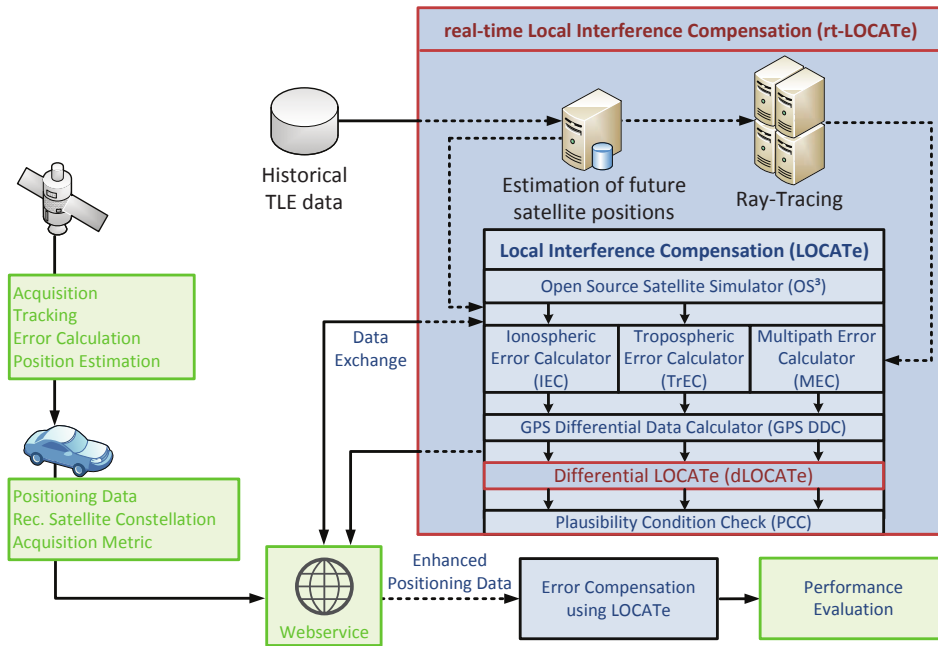 real-time Local Interference Compensation (rt-LOCATe)
Historical
TLE data
Estimation of future
satellite positions
Ray-Tracing
Acquisition
Tracking
Error Calculation
Position Estimation
Data
Exchange
Local Interference Compensation (LOCATe)
Open Source Satellite Simulator (OS³)
Ionospheric
Error Calculator
(IEC)
Tropospheric
Error Calculator
(TrEC)
Multipath Error
Calculator
(MEC)
GPS Differential Data Calculator (GPS DDC)
Differential LOCATe (dLOCATe)
Plausibility Condition Check (PCC)
Positioning Data
Rec. Satellite Constellation
Acquisition Metric
Webservice
Enhanced
Positioning Data
Error Compensation
using LOCATe
Performance
Evaluation